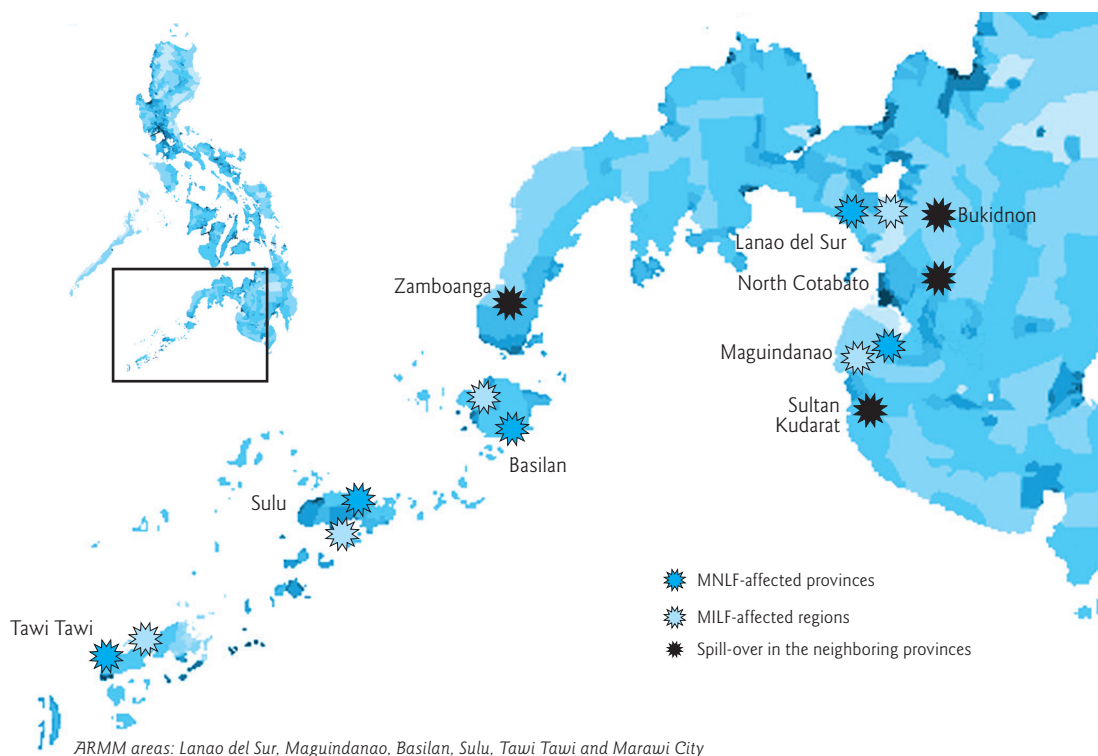 Bukidnon
Lanao del Sur
North Cotabato
Zamboanga
Maguindanao
Sultan
Kudarat
Basilan
Sulu
MNLF-affected provinces
MILF-affected regions
Tawi Tawi
Spill-over in the neighboring provinces
ARMM areas: Lanao del Sur, Maguindanao, Basilan, Sulu, Tawi Tawi and Marawi City